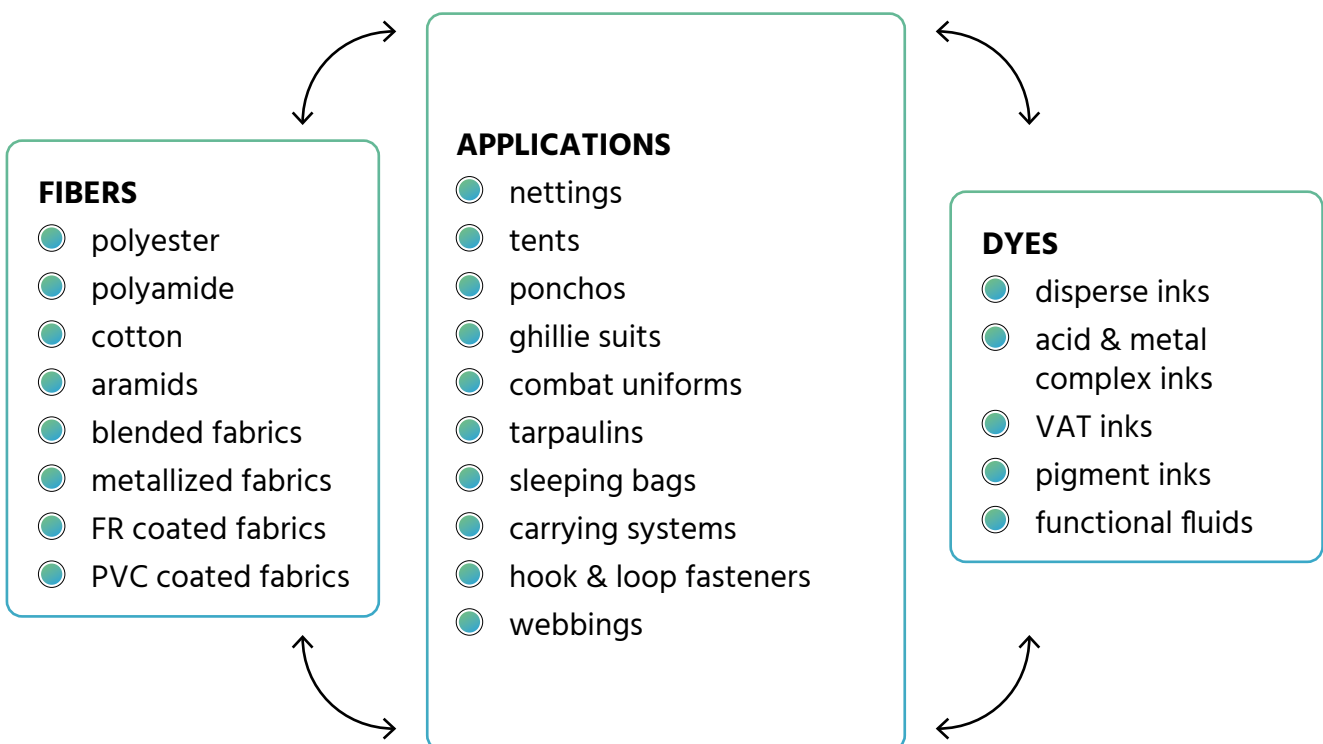 FIBERS
polyester
polyamide
cotton
aramids
blended fabrics
metallized fabrics
FR coated fabrics
PVC coated fabrics
APPLICATIONS
nettings
tents
ponchos
ghillie suits
combat uniforms
tarpaulins
sleeping bags
carrying systems
hook & loop fasteners
webbings
DYES
disperse inks
acid & metal
complex inks
VAT inks
pigment inks
functional fluids